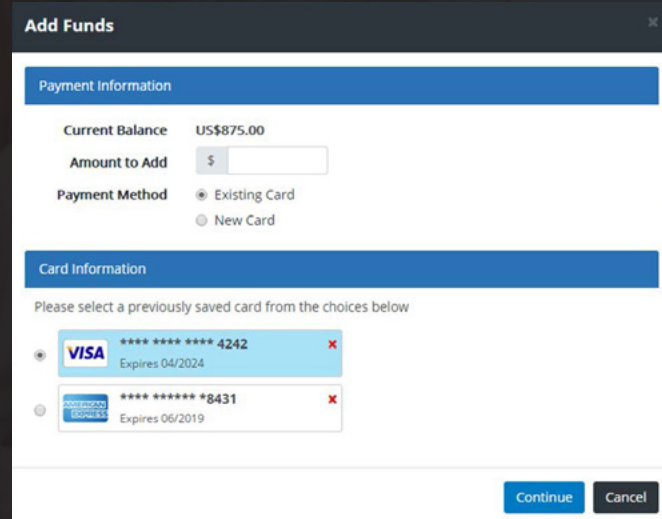 Add Funds
Payment Information
Current Balance US$875.00
Amount to Add $
Payment Method Existing Card
New Card
Card Information
Please select a previously saved card from the choices below
VISA **** **** **** 4242
Expires 04/2024
AMERICAN EXPRESS **** ****** *8431
Expires 06/2019
Continue Cancel